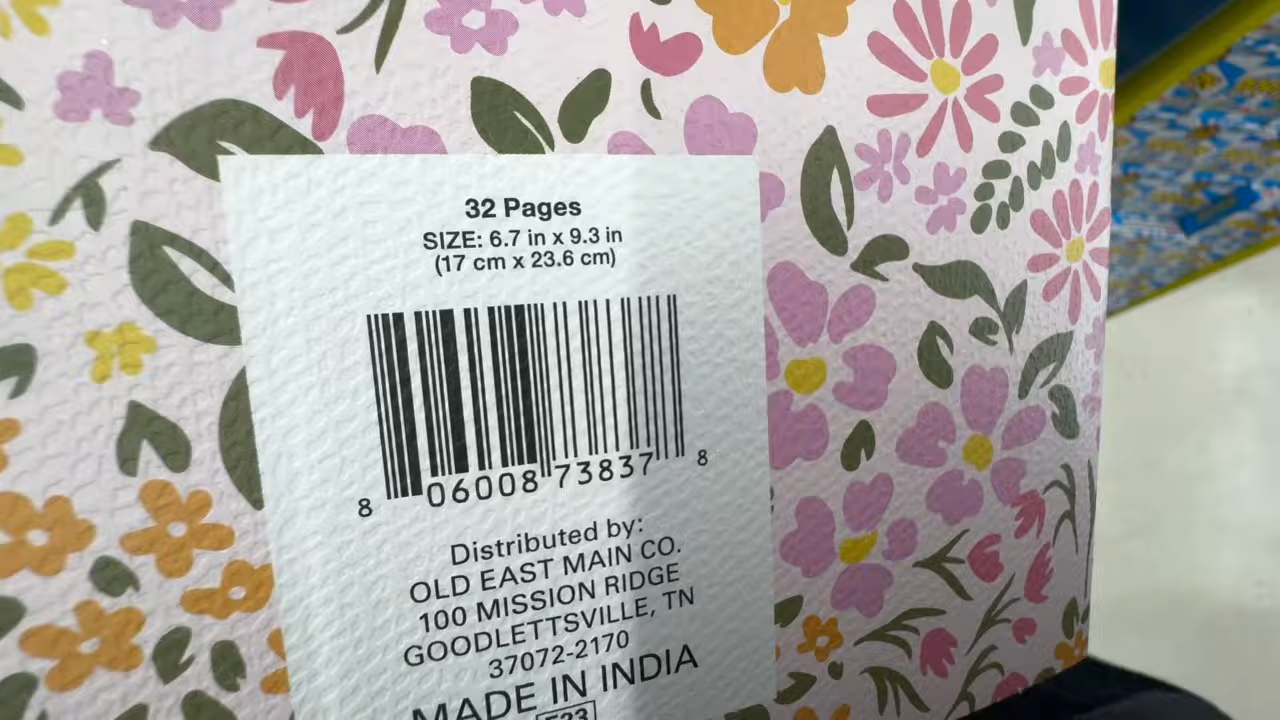 32 Pages
SIZE: 6.7 in x 9.3 in
(17 cm x 23.6 cm)
8 06008 73837 8
Distributed by:
OLD EAST MAIN CO.
100 MISSION RIDGE
GOODLETTSVILLE, TN
37072-2170
MADE IN INDIA